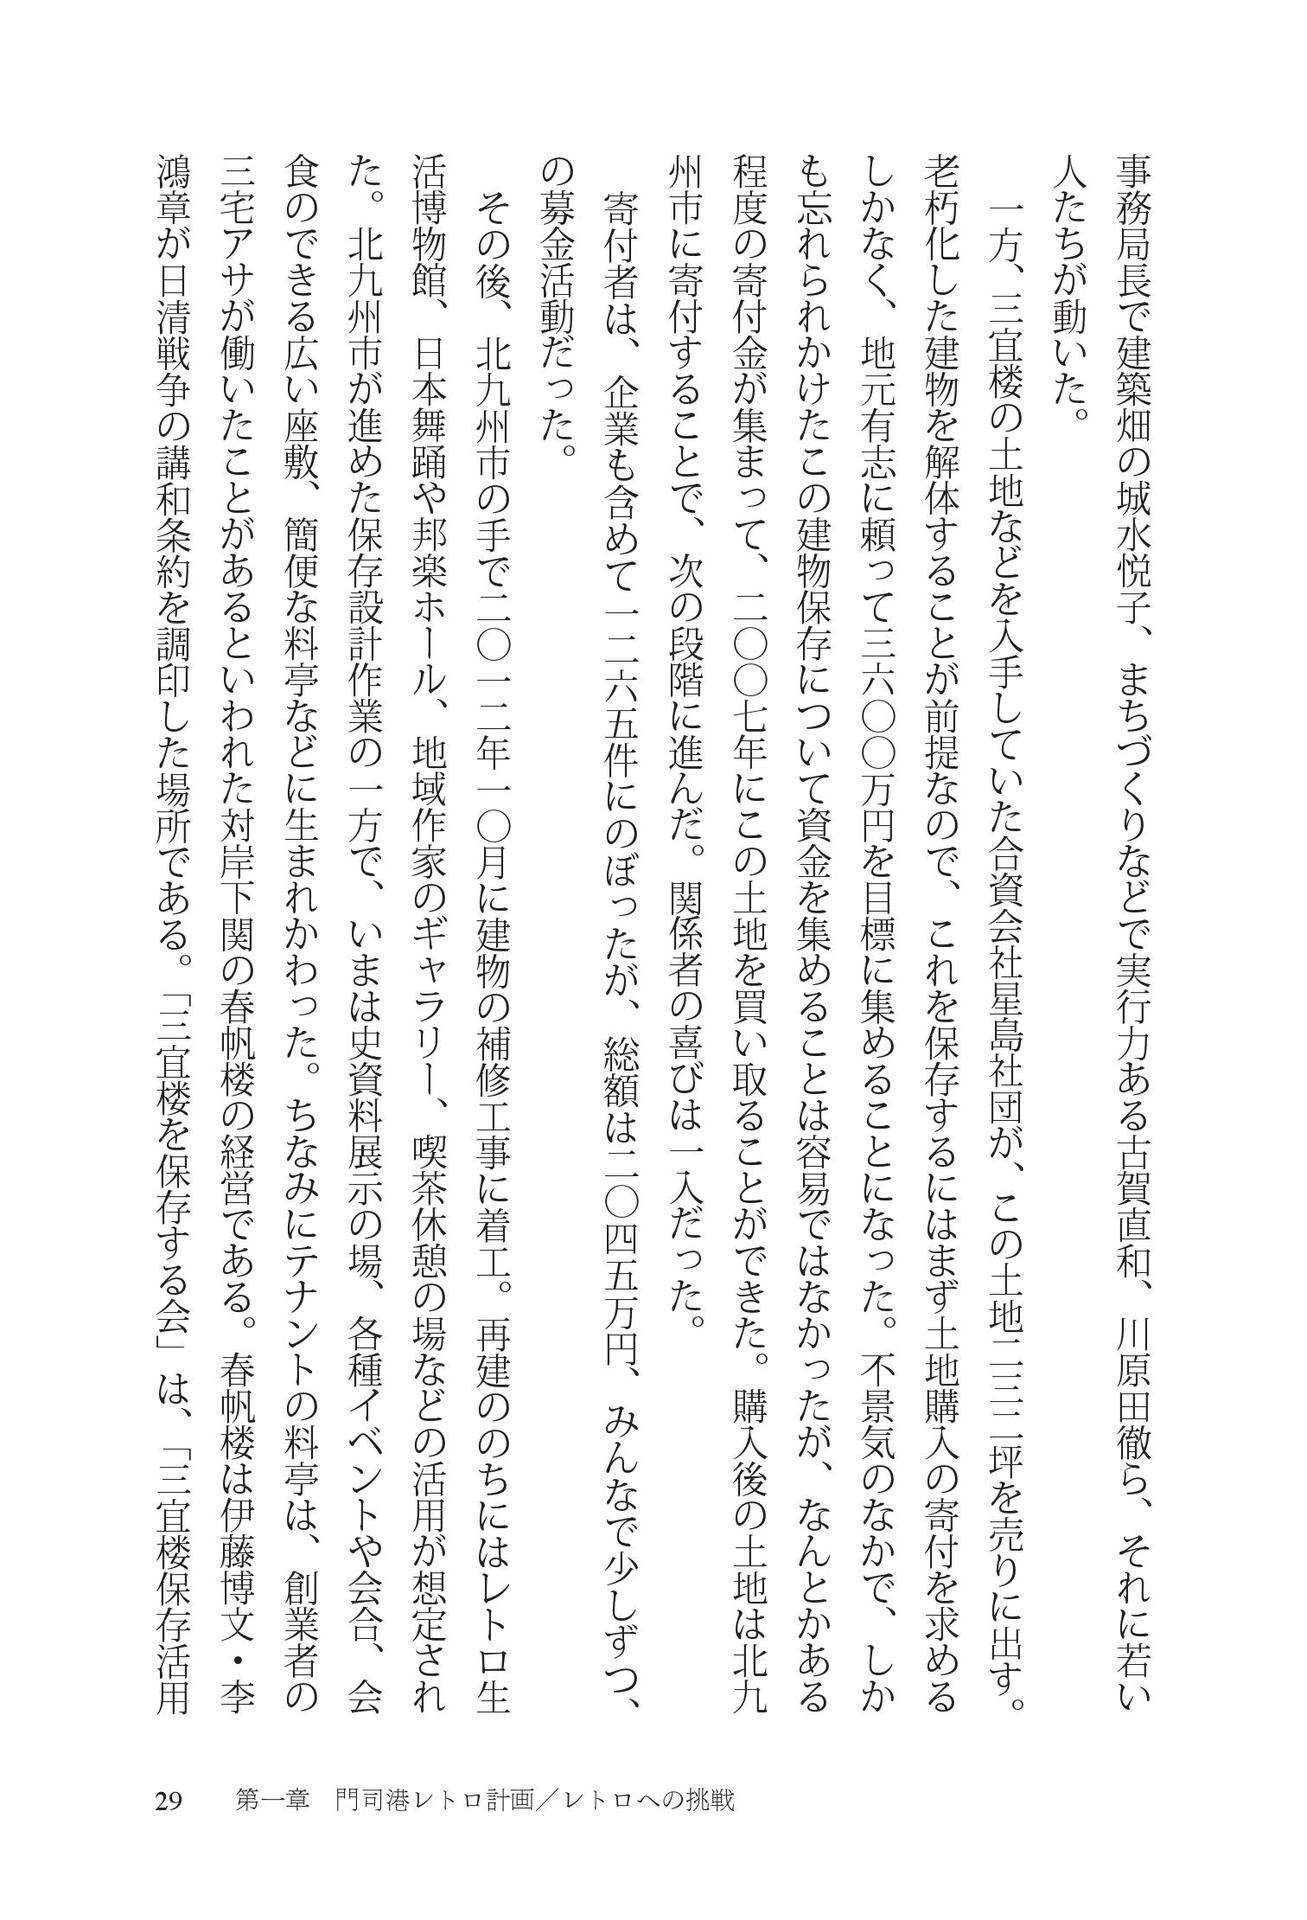 事務局長で建築畑の城水悦子、まちづくりなどで実行力ある古賀直和、川原田徹ら、それに若い
人たちが動いた。
一方、三宜楼の土地などを入手していた合資会社星島社団が、この土地二三二坪を売りに出す。
老朽化した建物を解体することが前提なので、これを保存するにはまず土地購入の寄付を求める
しかなく、地元有志に頼って三六〇〇万円を目標に集めることになった。不景気のなかで、しか
も忘れられかけたこの建物保存について資金を集めることは容易ではなかったが、なんとかある
程度の寄付金が集まって、二〇〇七年にこの土地を買い取ることができた。購入後の土地は北九
州市に寄付することで、次の段階に進んだ。関係者の喜びは一入だった。
寄付者は、企業も含めて一二六五件にのぼったが、総額は二〇四五万円、みんなで少しずつ、
の募金活動だった。
その後、北九州市の手で二〇一二年一〇月に建物の補修工事に着工。再建ののちにはレトロ生
活博物館、日本舞踊や邦楽ホール、地域作家のギャラリー、喫茶休憩の場などの活用が想定され
た。北九州市が進めた保存設計作業の一方で、いまは史資料展示の場、各種イベントや会合、会
食のできる広い座敷、簡便な料亭などに生まれかわった。ちなみにテナントの料亭は、創業者の
三宅アサが働いたことがあるといわれた対岸下関の春帆楼の経営である。春帆楼は伊藤博文・李
鴻章が日清戦争の講和条約を調印した場所である。「三宜楼を保存する会」は、「三宜楼保存活用
29 第一章 門司港レトロ計画／レトロへの挑戦